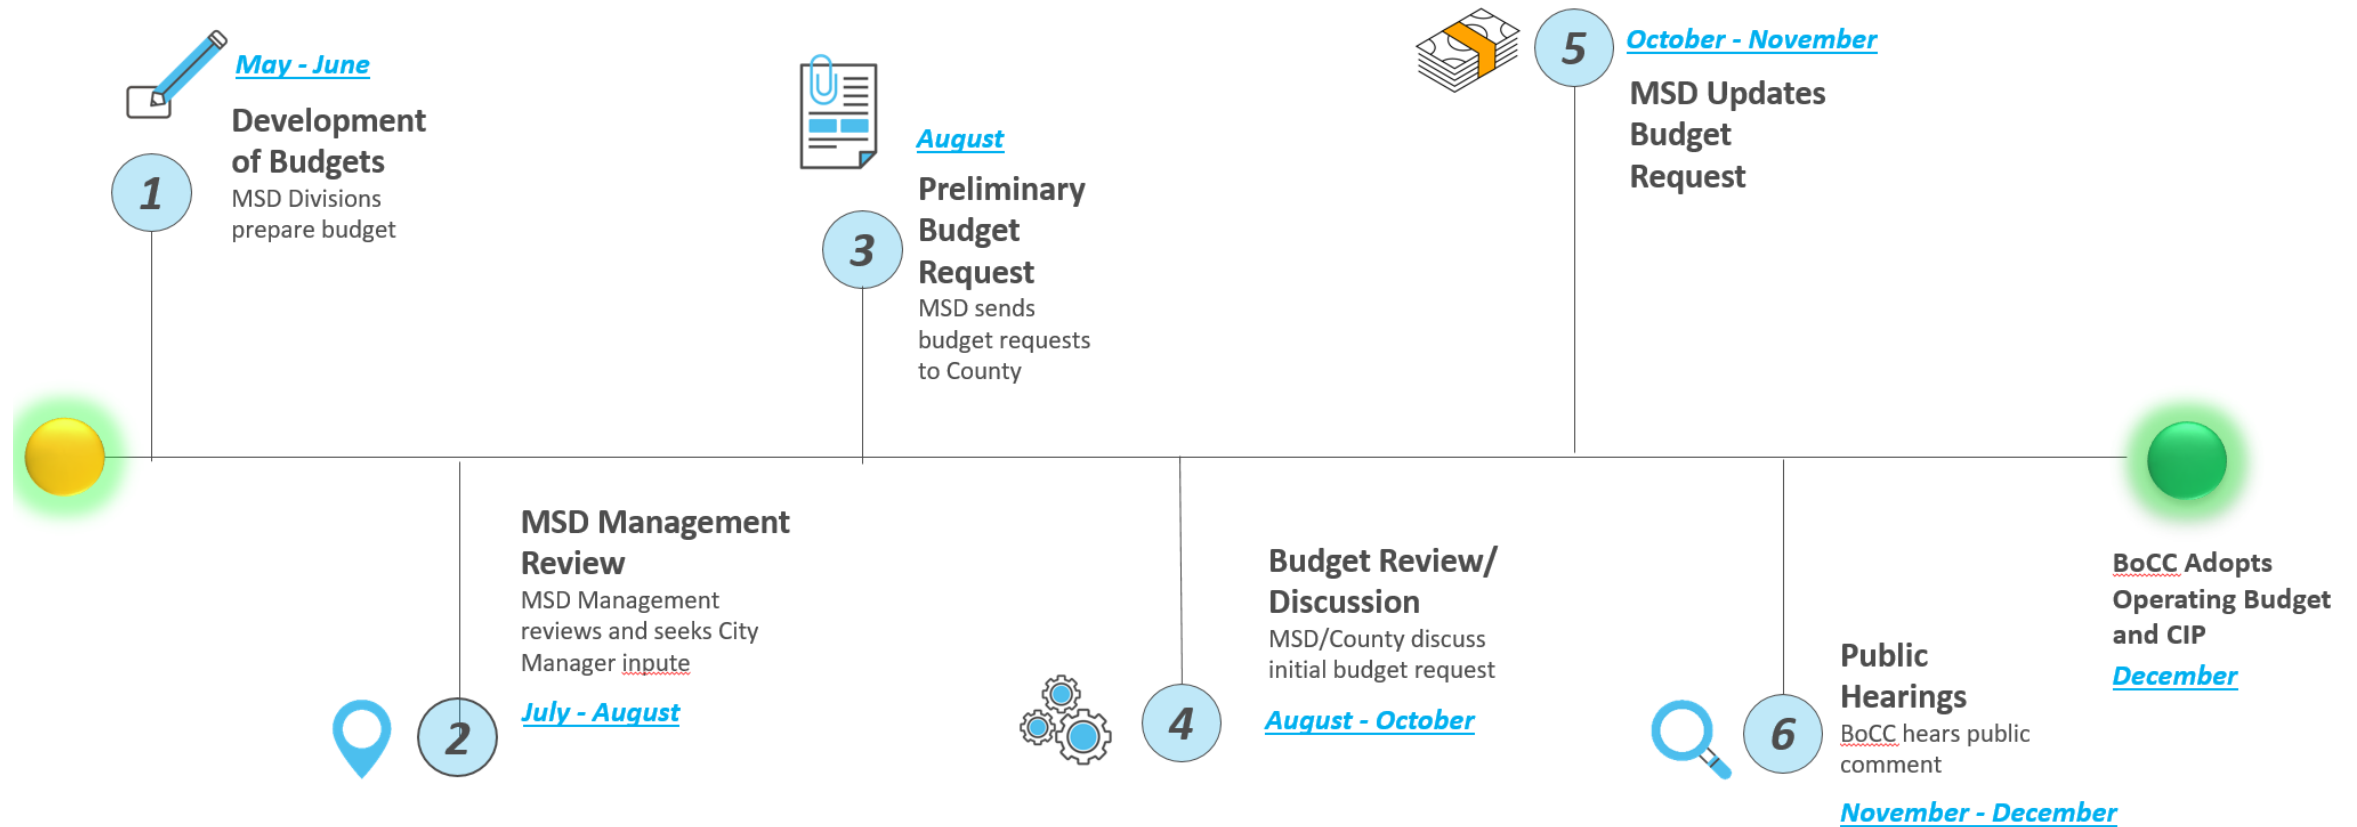 1
May - June
Development
of Budgets
MSD Divisions
prepare budget
MSD Management
Review
MSD Management
reviews and seeks City
Manager inpute
2
July - August
3
August
Preliminary
Budget
Request
MSD sends
budget requests
to County
Budget Review/
Discussion
MSD/County discuss
initial budget request
4
August - October
5
October - November
MSD Updates
Budget
Request
6
Public
Hearings
BoCC hears public
comment
November - December
BoCC Adopts
Operating Budget
and CIP
December